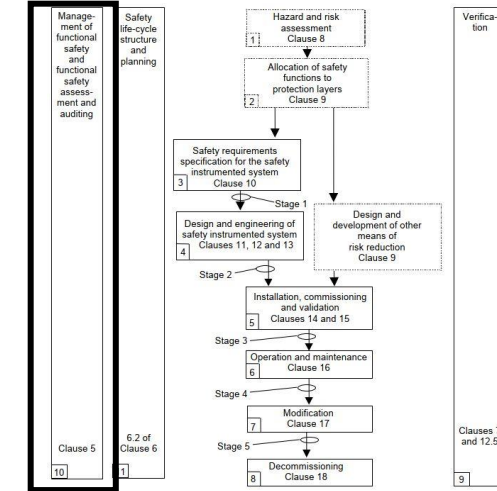 Manage-
ment of
functional
safety
and
functional
safety
assess-
ment and
auditing
Clause 5
10
Safety
life-cycle
structure
and
planning
6.2 of
Clause 6
1
Hazard and risk
assessment
Clause 8
1
Allocation of safety
functions to
protection layers
Clause 9
2
Safety requirements
specification for the safety
instrumented system
Clause 10
3
Stage 1
Design and engineering of
safety instrumented system
Clauses 11, 12 and 13
4
Design and
development of other
means of
risk reduction
Clause 9
Stage 2
Installation, commissioning
and validation
Clauses 14 and 15
5
Stage 3
Operation and maintenance
Clause 16
6
Stage 4
Modification
Clause 17
7
Stage 5
Decommissioning
Clause 18
8
Verifica-
tion
Clauses
and 12.5
9